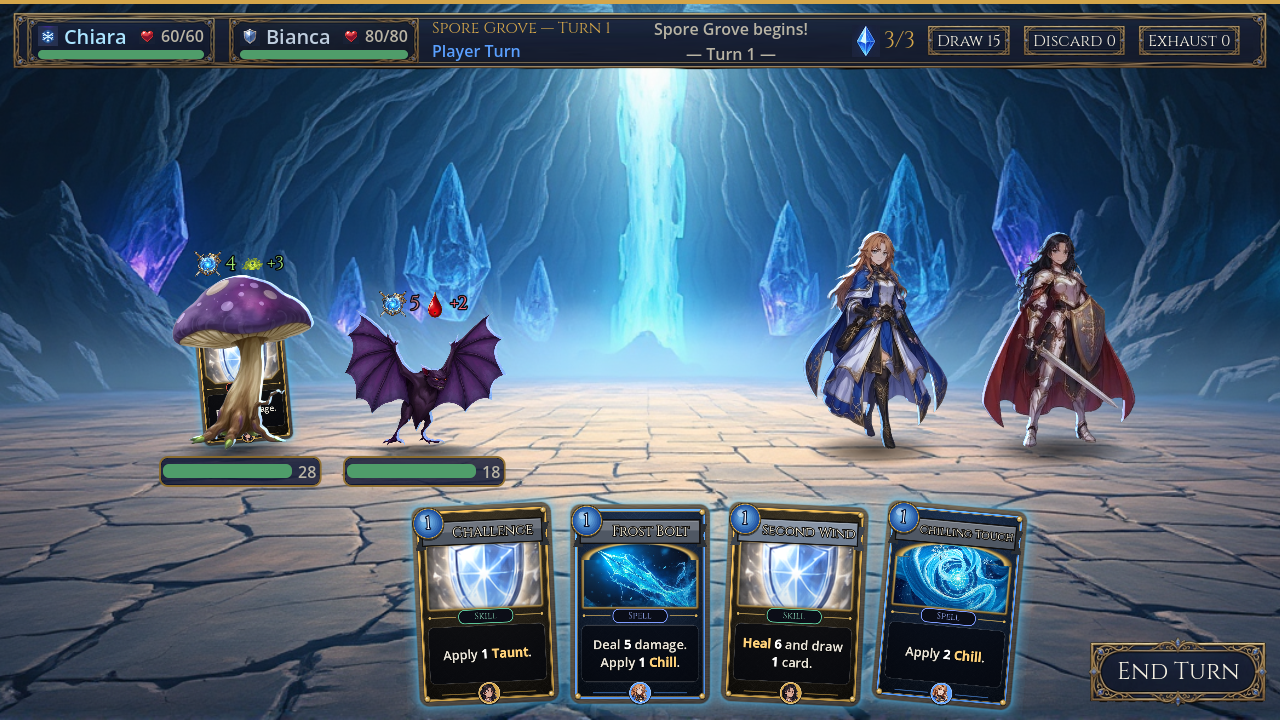 Chiara 60/60
Bianca 80/80
Spore Grove — Turn 1
Player Turn
Spore Grove begins!
— Turn 1 —
3/3
Draw 15
Discard 0
Exhaust 0
4 +3
5 +2
age.
28
18
1 Challenge
Skill
Apply 1 Taunt.
1 Frost Bolt
Spell
Deal 5 damage.
Apply 1 Chill.
1 Second Wind
Skill
Heal 6 and draw
1 card.
1 Chilling Touch
Spell
Apply 2 Chill.
End Turn